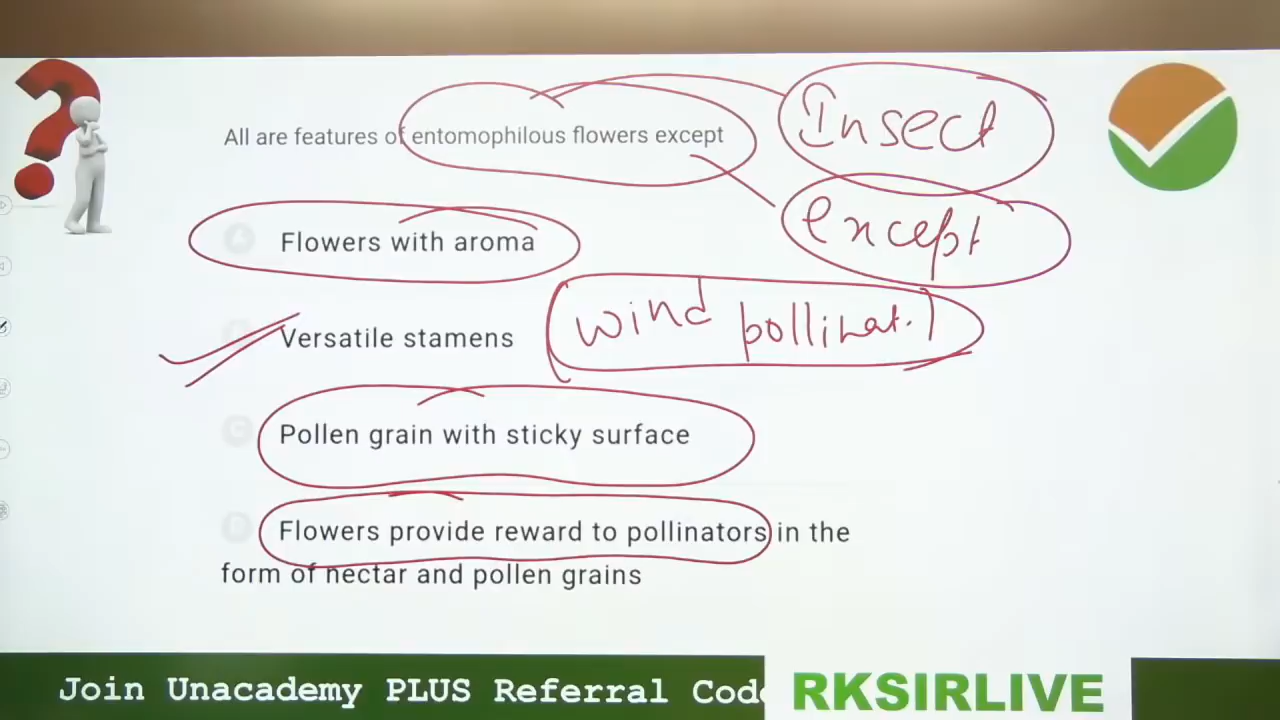 All are features of entomophilous flowers except
Insect
except
A Flowers with aroma
Versatile stamens
wind pollinat.
C Pollen grain with sticky surface
Flowers provide reward to pollinators in the
form of nectar and pollen grains
Join Unacademy PLUS Referral Code
RKSIRLIVE